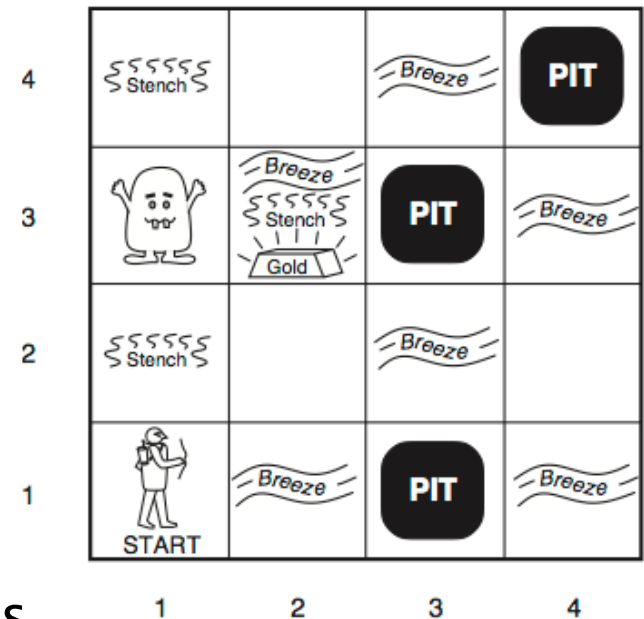 4 Stench Breeze PIT
Breeze
3 Stench PIT Breeze
Gold
2 Stench Breeze
1 Breeze PIT Breeze
START
s 1 2 3 4